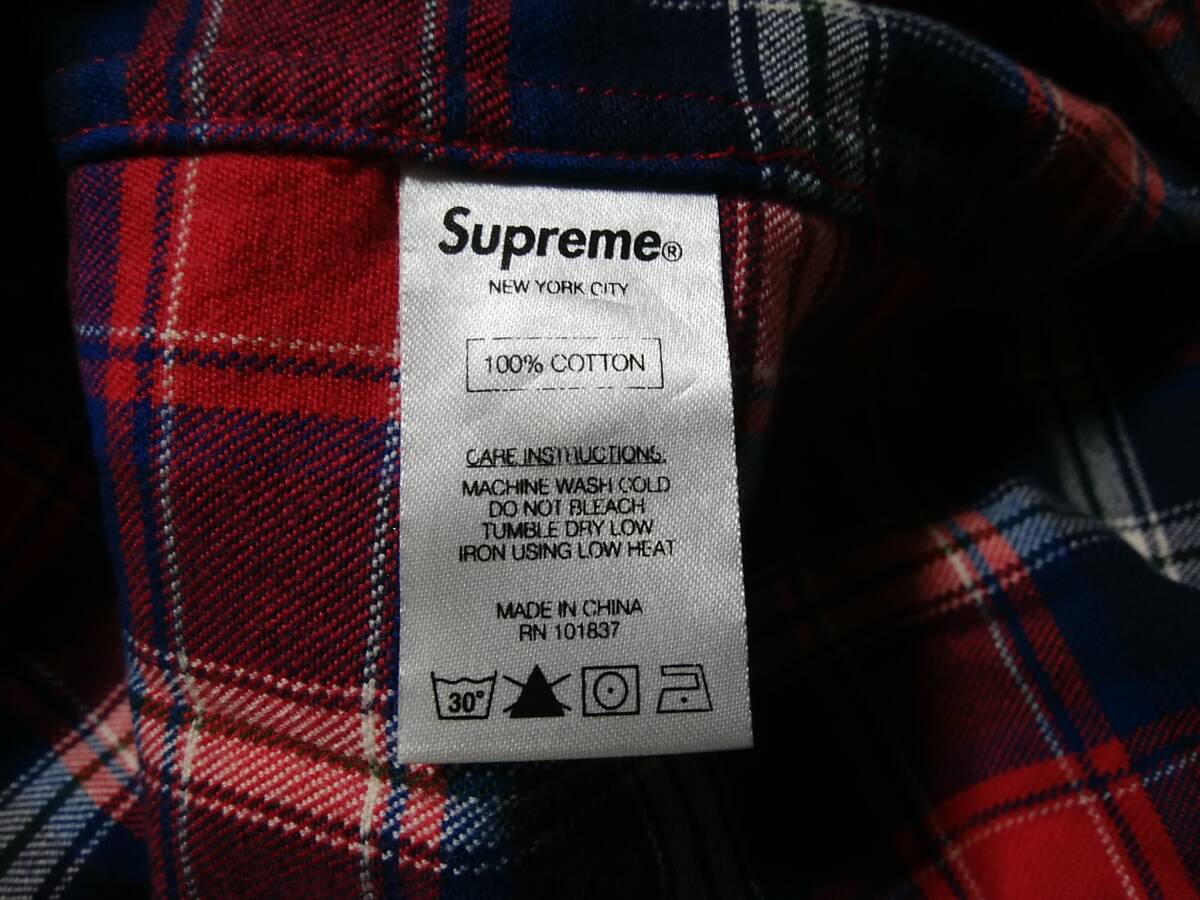 Supreme®
NEW YORK CITY
100% COTTON
CARE INSTRUCTIONS:
MACHINE WASH COLD
DO NOT BLEACH
TUMBLE DRY LOW
IRON USING LOW HEAT
MADE IN CHINA
RN 101837
30°